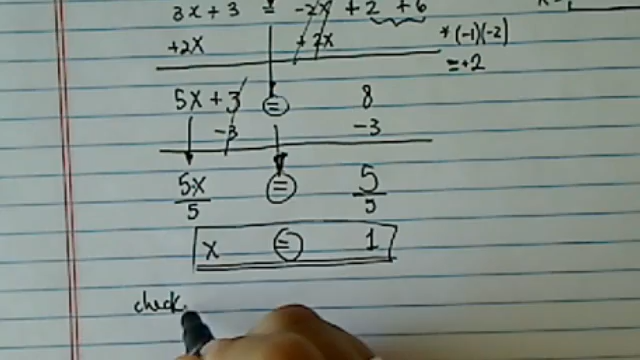 3x + 3 = -2x + 2 + 6
+2x +2x *(-1)(-2)
=+2
5x + 3 = 8
-3 -3
5x/5 = 5/5
x = 1
check: